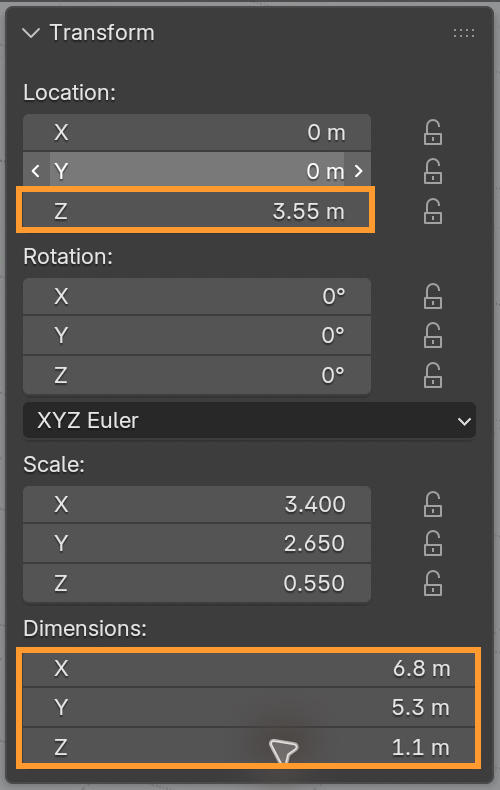 Transform
Location:
X 0 m
Y 0 m
Z 3.55 m
Rotation:
X 0°
Y 0°
Z 0°
XYZ Euler
Scale:
X 3.400
Y 2.650
Z 0.550
Dimensions:
X 6.8 m
Y 5.3 m
Z 1.1 m